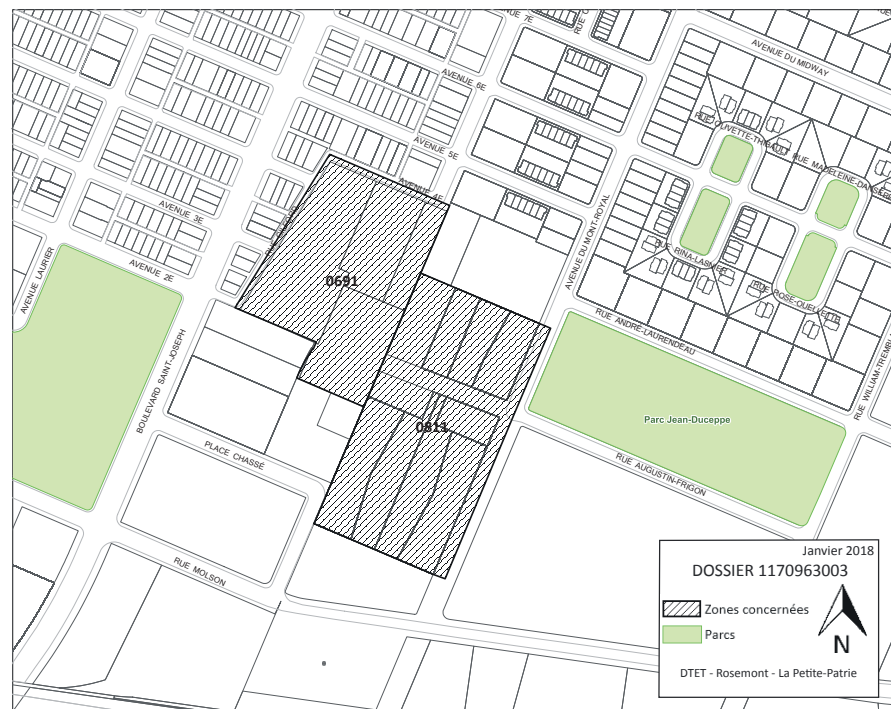 AVENUE 7E
AVENUE DU MIDWAY
AVENUE 6E
RUE OLIVETTE-THIBAULT
RUE MADELEINE-DANSERE
AVENUE 5E
AVENUE 4E
AVENUE 3E
AVENUE DU MONT-ROYAL
AVENUE LAURIER
AVENUE 2E
RUE RINA-LASNIER
RUE ROSE-OUELLETTE
0691
RUE ANDRÉ-LAURENDEAU
RUE WILLIAM-TREMBL
BOULEVARD SAINT-JOSEPH
Parc Jean-Duceppe
0811
PLACE CHASSÉ
RUE AUGUSTIN-FRIGON
RUE MOLSON
Janvier 2018
DOSSIER 1170963003
Zones concernées
Parcs
N
DTET - Rosemont - La Petite-Patrie